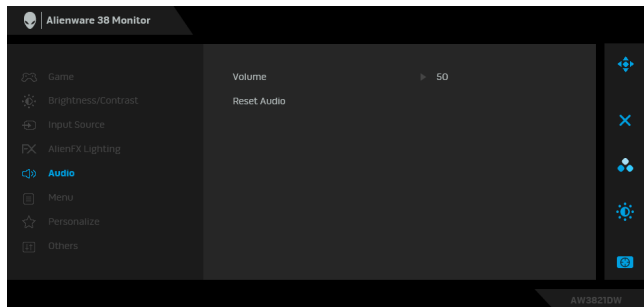 Alienware 38 Monitor
Game
Brightness/Contrast
Input Source
FX AlienFX Lighting
Audio
Menu
Personalize
Others
Volume 50
Reset Audio
AW3821DW